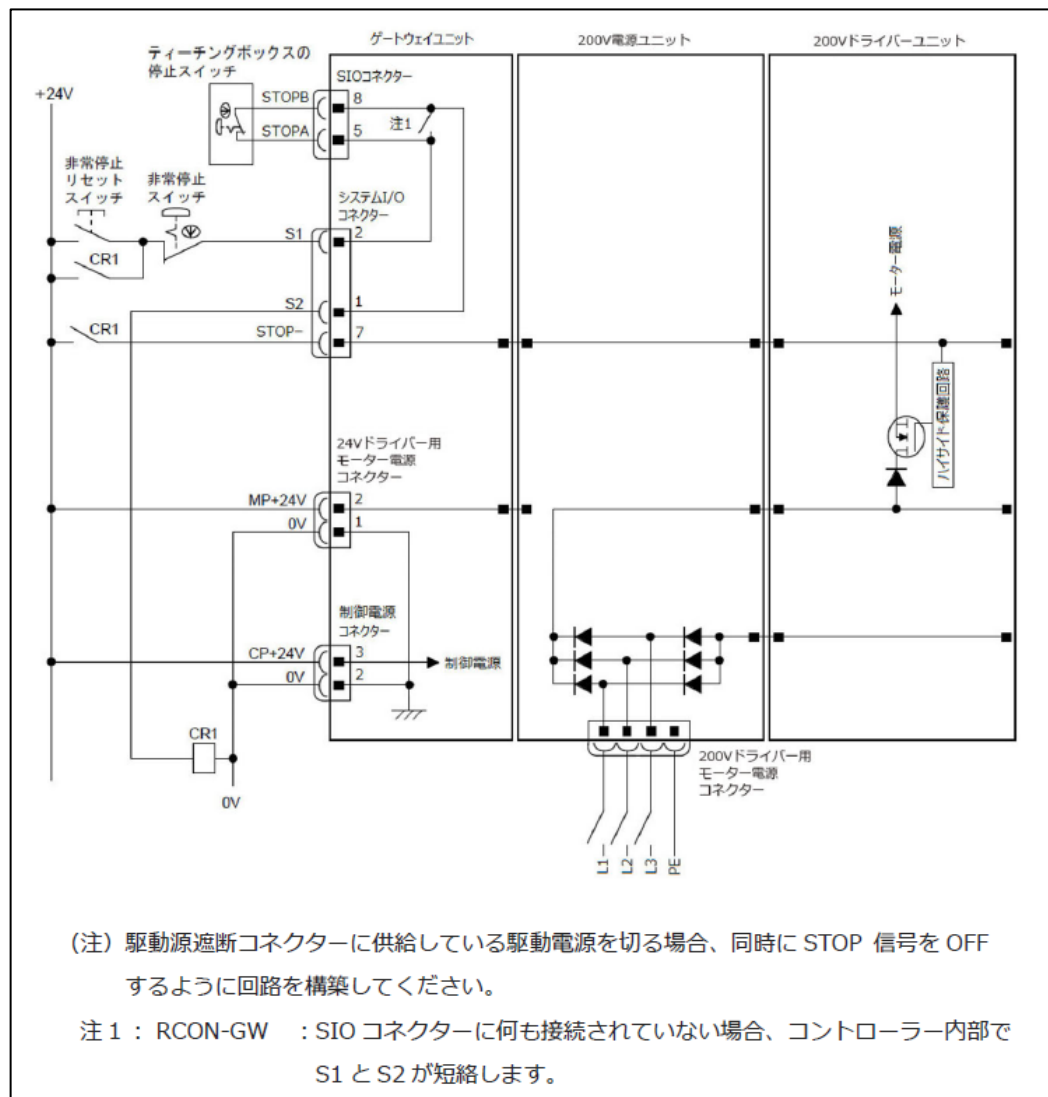 ゲートウェイユニット
200V電源ユニット
200Vドライバーユニット
ティーチングボックスの
停止スイッチ
SIOコネクター
+24V
STOPB
8
注1
STOPA
5
非常停止
リセット
スイッチ
非常停止
スイッチ
システムI/O
コネクター
S1
2
CR1
S2
1
CR1
STOP−
7
モーター電源
ハイサイド保護回路
24Vドライバー用
モーター電源
コネクター
MP+24V
2
0V
1
制御電源
コネクター
CP+24V
3
制御電源
0V
2
CR1
0V
200Vドライバー用
モーター電源
コネクター
L1
L2
L3
PE
(注)駆動源遮断コネクターに供給している駆動電源を切る場合、同時に STOP 信号を OFF
するように回路を構築してください。
注1: RCON-GW :SIO コネクターに何も接続されていない場合、コントローラー内部で
S1 と S2 が短絡します。